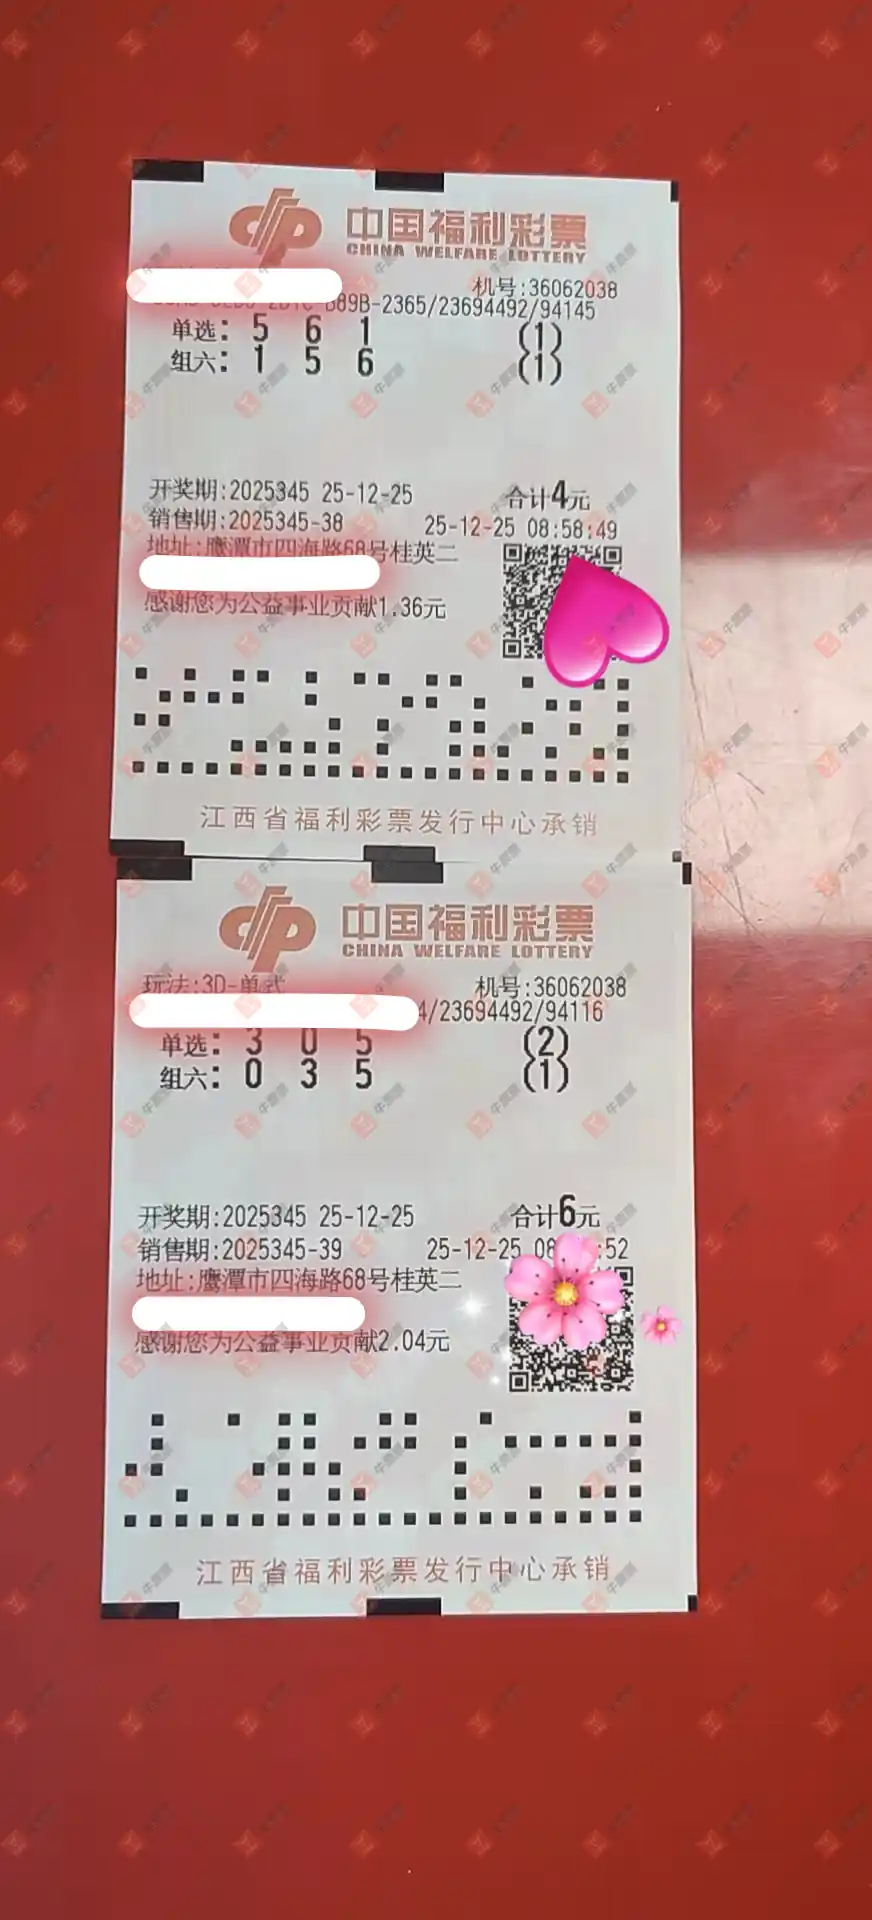 中国福利彩票
CHINA WELFARE LOTTERY
机号:36062038
89B-2365/23694492/94145
单选: 5 6 1 (1)
组六: 1 5 6 (1)
开奖期:2025345 25-12-25 合计4元
销售期:2025345-38 25-12-25 08:58:49
地址:鹰潭市四海路68号桂英二
感谢您为公益事业贡献1.36元
江西省福利彩票发行中心承销
中国福利彩票
CHINA WELFARE LOTTERY
玩法:3D-单式 机号:36062038
4/23694492/94116
单选: 3 0 5 (2)
组六: 0 3 5 (1)
开奖期:2025345 25-12-25 合计6元
销售期:2025345-39 25-12-25 08 :52
地址:鹰潭市四海路68号桂英二
感谢您为公益事业贡献2.04元
江西省福利彩票发行中心承销